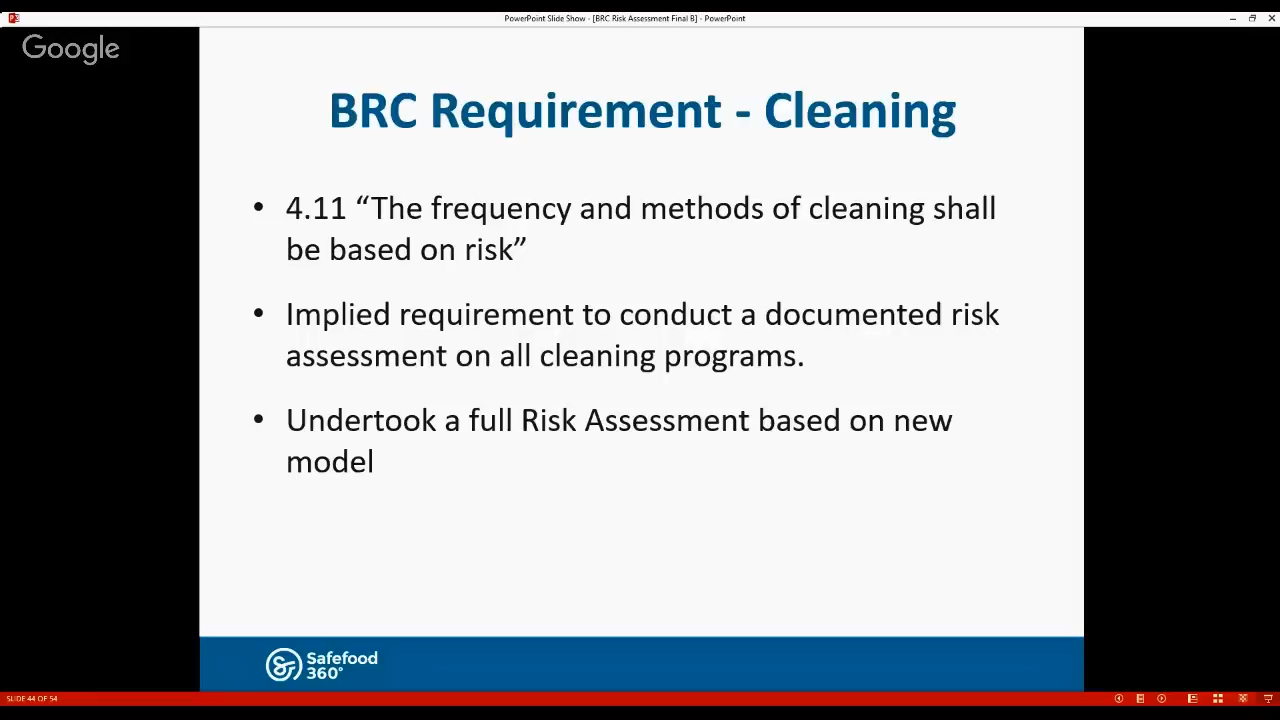 PowerPoint Slide Show - [BRC Risk Assessment Final B] - PowerPoint
Google
BRC Requirement - Cleaning
• 4.11 “The frequency and methods of cleaning shall
be based on risk”
• Implied requirement to conduct a documented risk
assessment on all cleaning programs.
• Undertook a full Risk Assessment based on new
model
Safefood
360°
SLIDE 44 OF 54